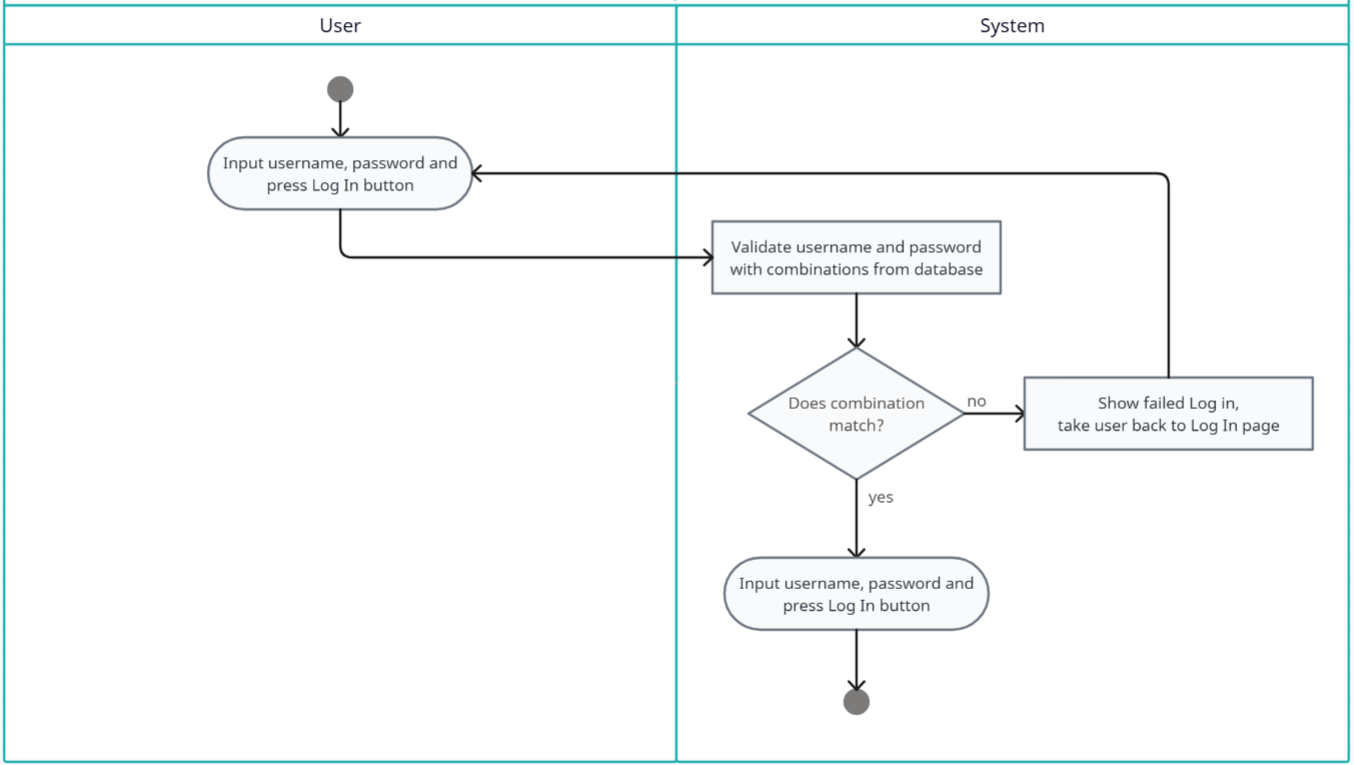 User
System
Input username, password and
press Log In button
Validate username and password
with combinations from database
Does combination
match?
no
Show failed Log in,
take user back to Log In page
yes
Input username, password and
press Log In button